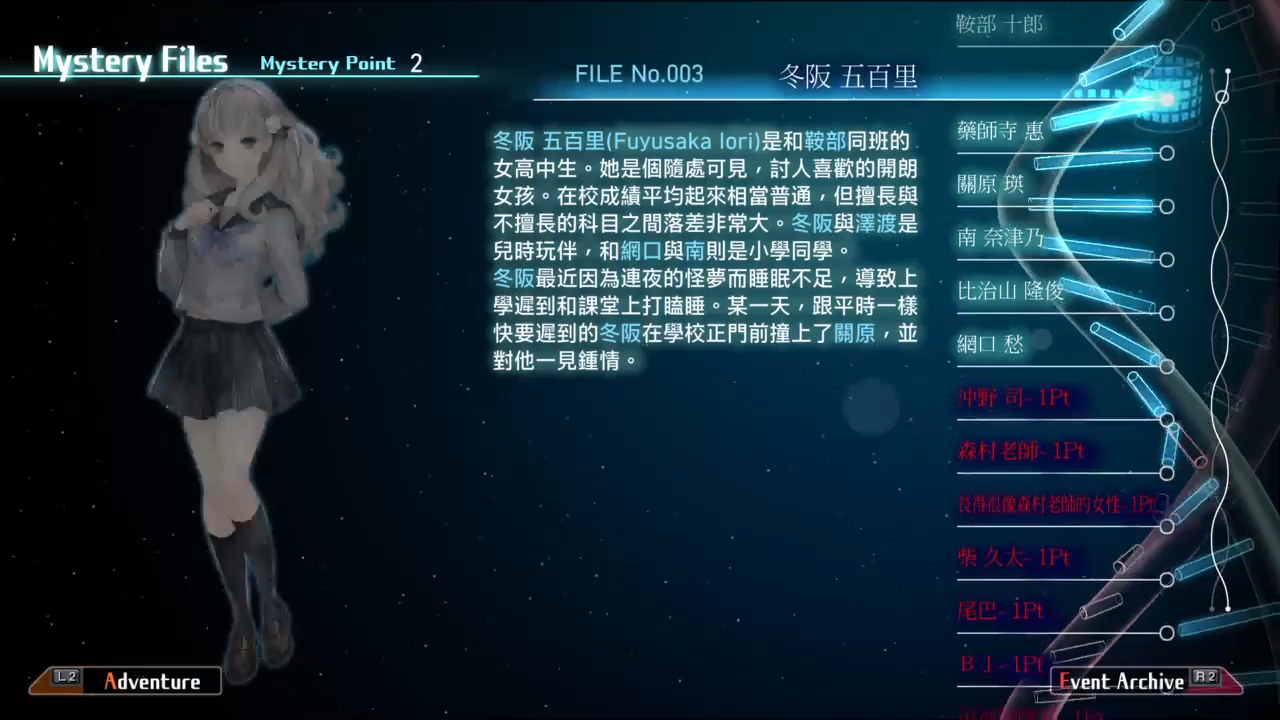 Mystery Files
Mystery Point 2
FILE No.003
冬阪 五百里
冬阪 五百里(Fuyusaka Iori)是和鞍部同班的
女高中生。她是個隨處可見，討人喜歡的開朗
女孩。在校成績平均起來相當普通，但擅長與
不擅長的科目之間落差非常大。冬阪與澤渡是
兒時玩伴，和網口與南則是小學同學。
冬阪最近因為連夜的怪夢而睡眠不足，導致上
學遲到和課堂上打瞌睡。某一天，跟平時一樣
快要遲到的冬阪在學校正門前撞上了關原，並
對他一見鍾情。
鞍部 十郎
藥師寺 惠
關原 瑛
南 奈津乃
比治山 隆俊
網口 愁
沖野 司- 1Pt
森村老師- 1Pt
長得很像森村老師的女性- 1Pt
柴 久太- 1Pt
尾巴- 1Pt
B J - 1Pt
L2
Adventure
Event Archive
R2